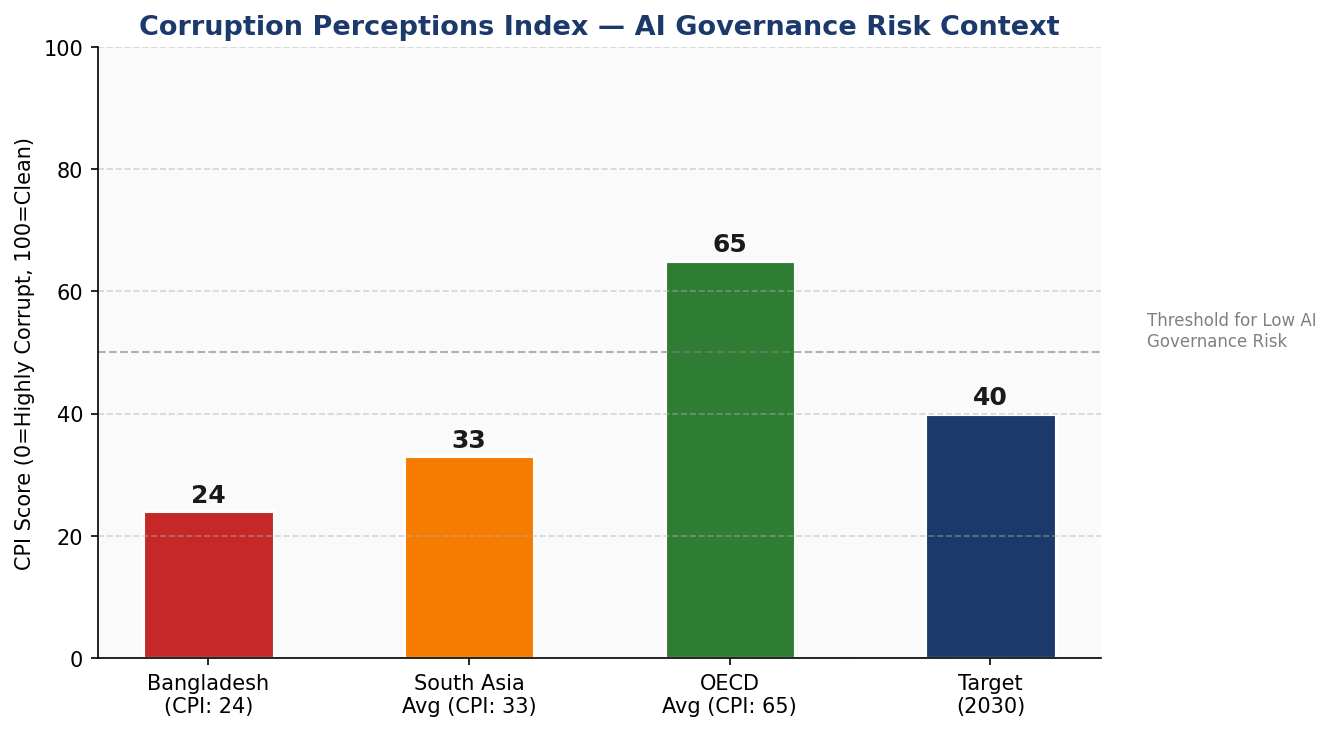 Corruption Perceptions Index — AI Governance Risk Context
CPI Score (0=Highly Corrupt, 100=Clean)
100
80
60
40
20
0
24
33
65
40
Threshold for Low AI
Governance Risk
Bangladesh
(CPI: 24)
South Asia
Avg (CPI: 33)
OECD
Avg (CPI: 65)
Target
(2030)